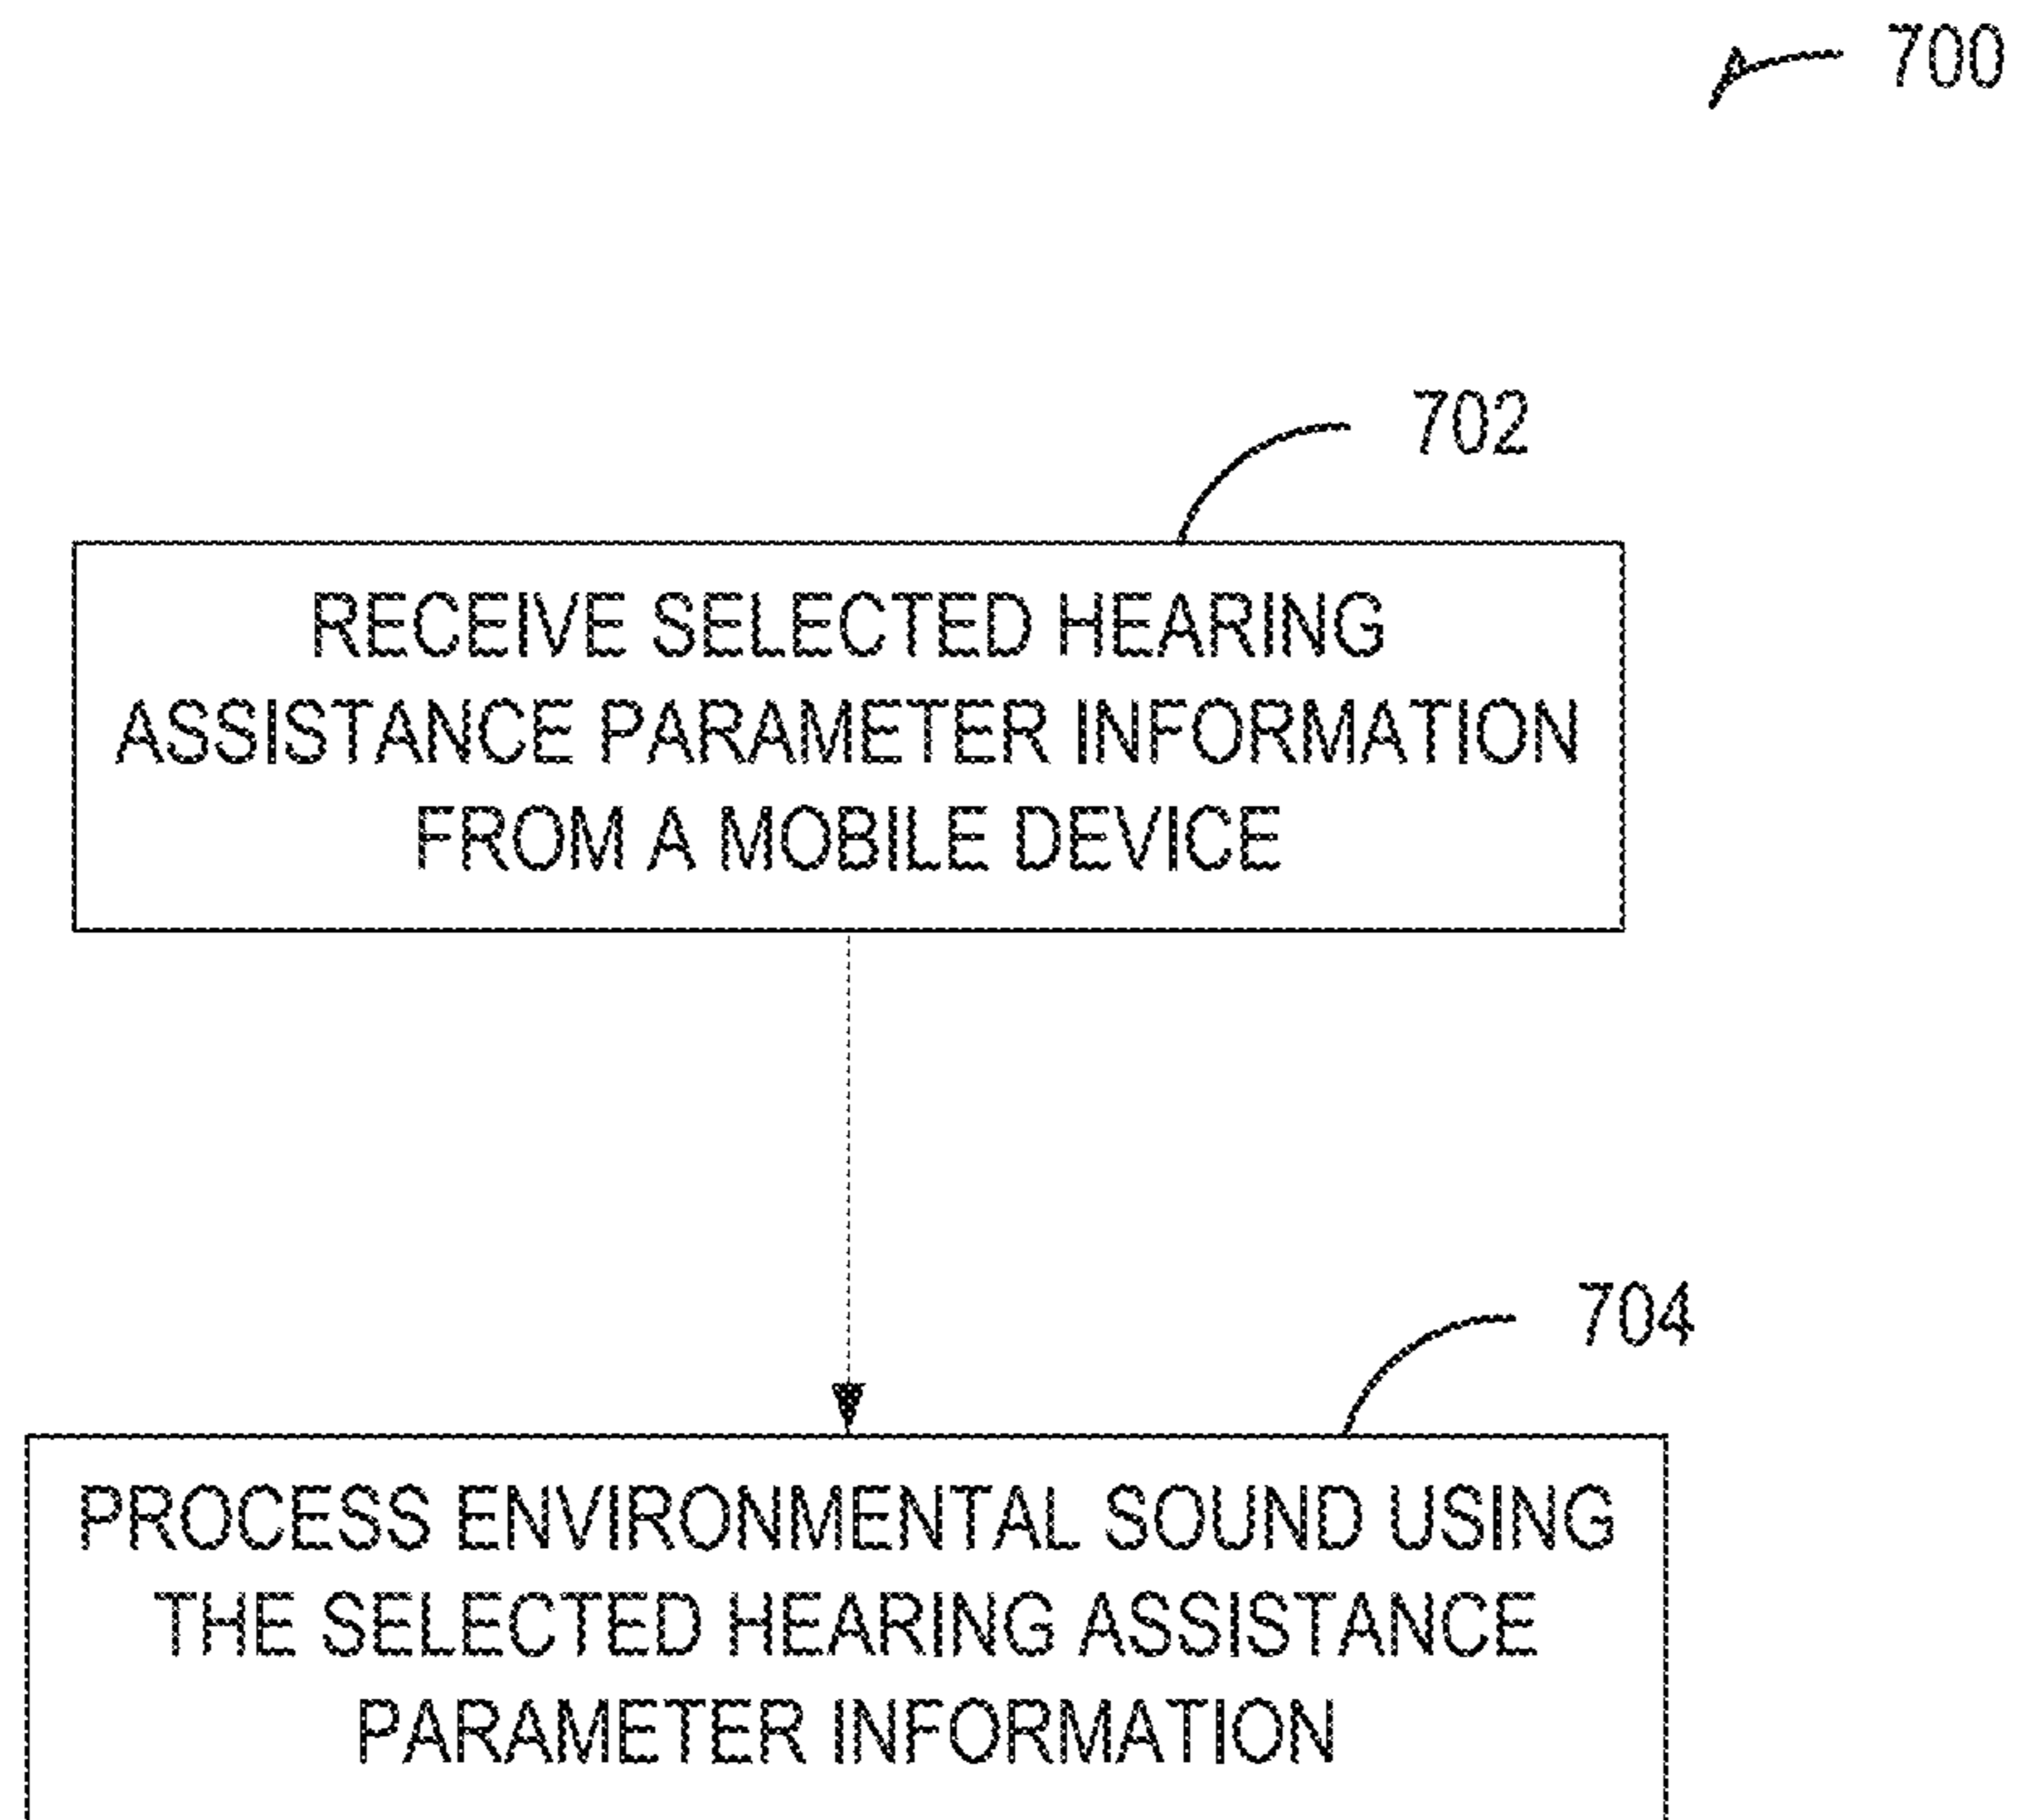 700
702
RECEIVE SELECTED HEARING
ASSISTANCE PARAMETER INFORMATION
FROM A MOBILE DEVICE
704
PROCESS ENVIRONMENTAL SOUND USING
THE SELECTED HEARING ASSISTANCE
PARAMETER INFORMATION